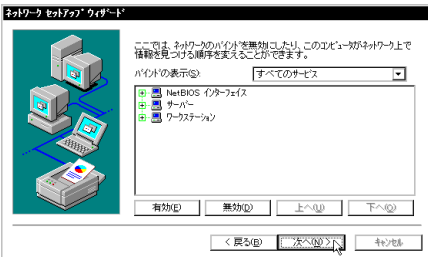 ﾈｯﾄﾜｰｸ ｾｯﾄｱｯﾌﾟ ｳｨｻﾞｰﾄﾞ
ここでは、ﾈｯﾄﾜｰｸのﾊﾞｲﾝﾄﾞを無効にしたり、このｺﾝﾋﾟｭｰﾀがﾈｯﾄﾜｰｸ上で
情報を見つける順序を変えることができます。
ﾊﾞｲﾝﾄﾞの表示(S):
すべてのｻｰﾋﾞｽ
NetBIOS ｲﾝﾀｰﾌｪｲｽ
ｻｰﾊﾞｰ
ﾜｰｸｽﾃｰｼｮﾝ
有効(E) 無効(D) 上へ(U) 下へ(O)
< 戻る(B) 次へ(N) > ｷｬﾝｾﾙ